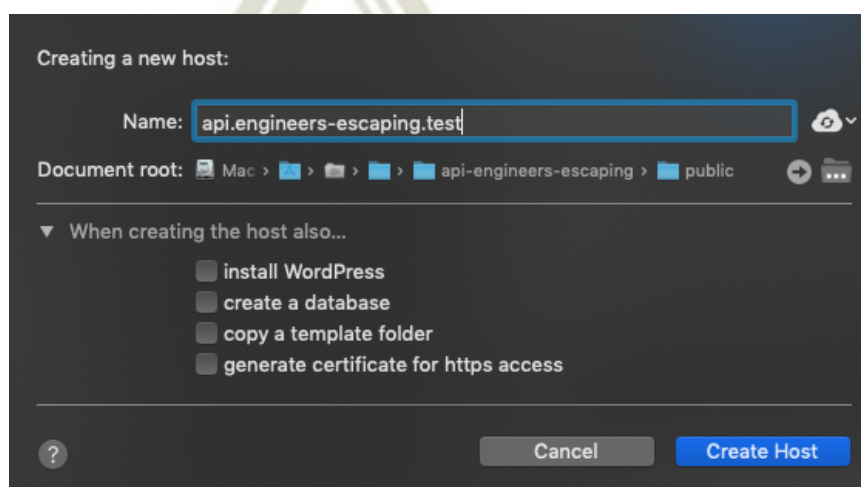 Creating a new host:
Name: api.engineers-escaping.test
Document root: Mac › › › › api-engineers-escaping › public
When creating the host also...
install WordPress
create a database
copy a template folder
generate certificate for https access
? Cancel Create Host